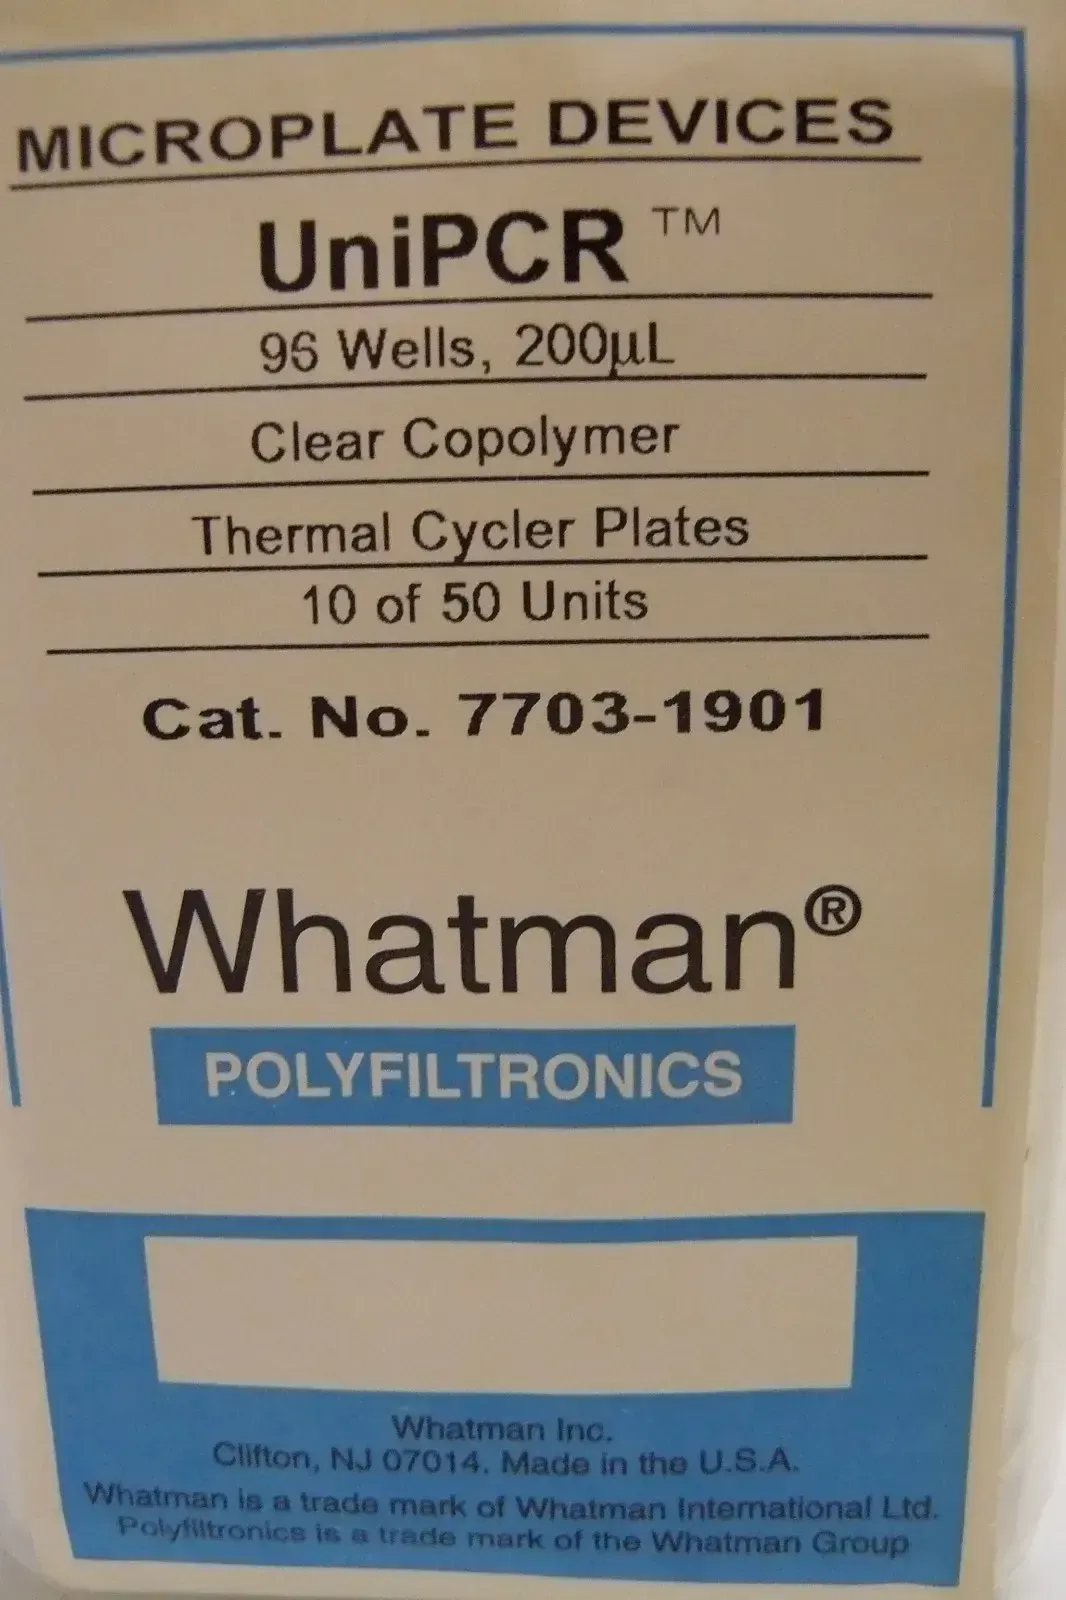 MICROPLATE DEVICES
UniPCR ™
96 Wells, 200µL
Clear Copolymer
Thermal Cycler Plates
10 of 50 Units
Cat. No. 7703-1901
Whatman®
POLYFILTRONICS
Whatman Inc.
Clifton, NJ 07014. Made in the U.S.A.
Whatman is a trade mark of Whatman International Ltd.
Polyfiltronics is a trade mark of the Whatman Group